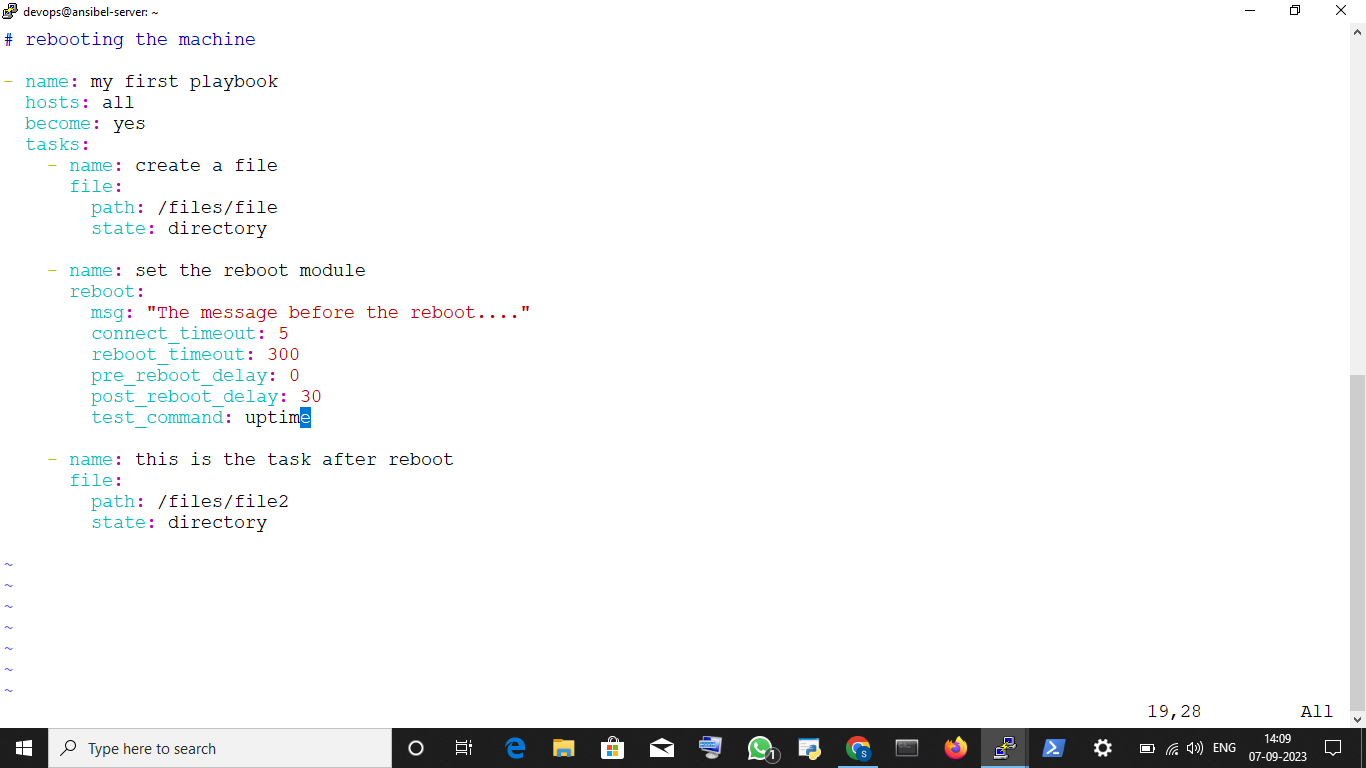 devops@ansibel-server: ~
# rebooting the machine
- name: my first playbook
  hosts: all
  become: yes
  tasks:
    - name: create a file
      file:
        path: /files/file
        state: directory
    - name: set the reboot module
      reboot:
        msg: "The message before the reboot...."
        connect_timeout: 5
        reboot_timeout: 300
        pre_reboot_delay: 0
        post_reboot_delay: 30
        test_command: uptime
    - name: this is the task after reboot
      file:
        path: /files/file2
        state: directory
~
~
~
~
~
~
~
19,28 All
Type here to search
1
S
ENG
14:09
07-09-2023